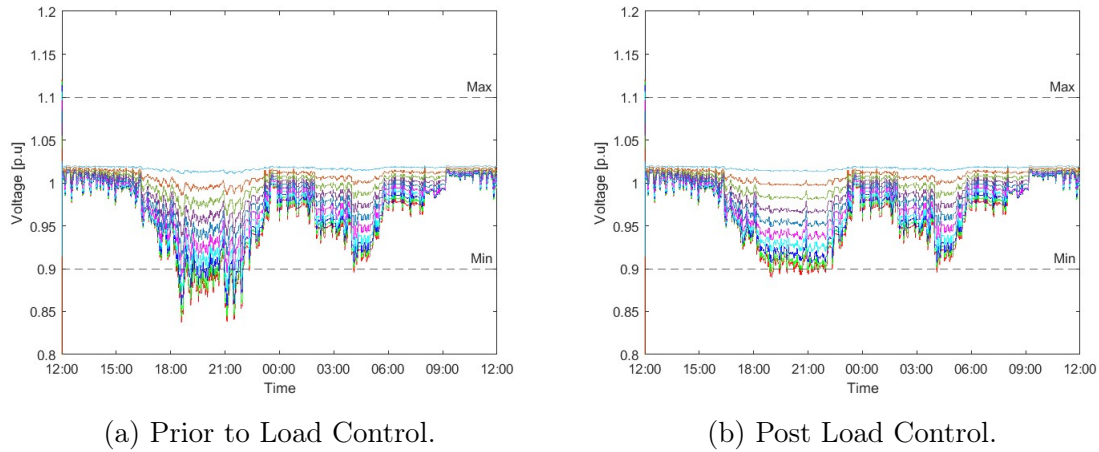 1.2
1.15
1.1
1.05
1
0.95
0.9
0.85
0.8
Voltage [p.u]
Max
Min
12:00 15:00 18:00 21:00 00:00 03:00 06:00 09:00 12:00
Time
(a) Prior to Load Control.
1.2
1.15
1.1
1.05
1
0.95
0.9
0.85
0.8
Voltage [p.u]
Max
Min
12:00 15:00 18:00 21:00 00:00 03:00 06:00 09:00 12:00
Time
(b) Post Load Control.